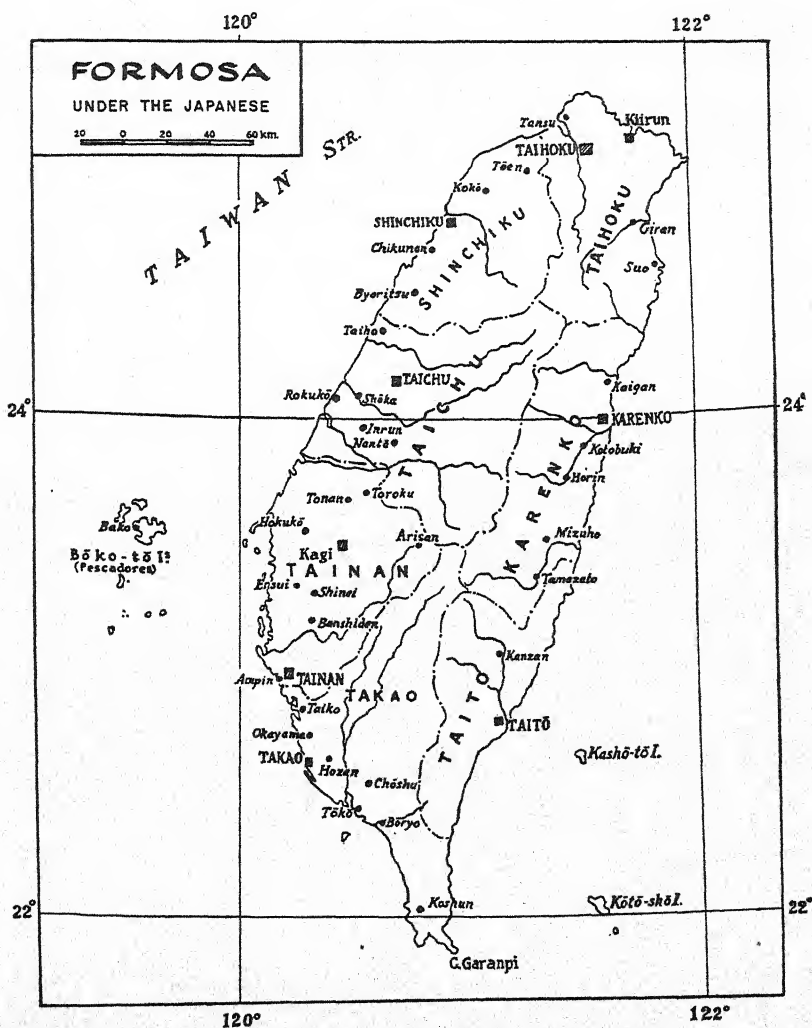 120°
122°
FORMOSA
UNDER THE JAPANESE
20 0 20 40 60 km.
TAIWAN STR.
Tansu
Kiirun
TAIHOKU
Tōen
Kokō
TAIHOKU
SHINCHIKU
Giran
Chikunan
SHINCHIKU
Suo
Byoritsu
Taiho
TAICHU
Kaigan
Rokukō
Shōka
TAICHU
24°
24°
KARENKO
Inrun
Nantō
Kotobuki
Horin
Toroku
Tonan
KARENK
Bako
Hokukō
Mizuho
Kagi
Arisan
Bōko-tō Is
(Pescadores)
TAINAN
Ensui
Shinei
Tamazato
Banshiden
Kanzan
TAINAN
Anpin
TAKAO
Taiko
TAITO
TAITŌ
Okayama
TAKAO
Hozan
Kashō-tō I.
Chōshu
Tōkō
Bōryo
Koshun
Kōtō-shō I.
22°
22°
C. Garanpi
120°
122°